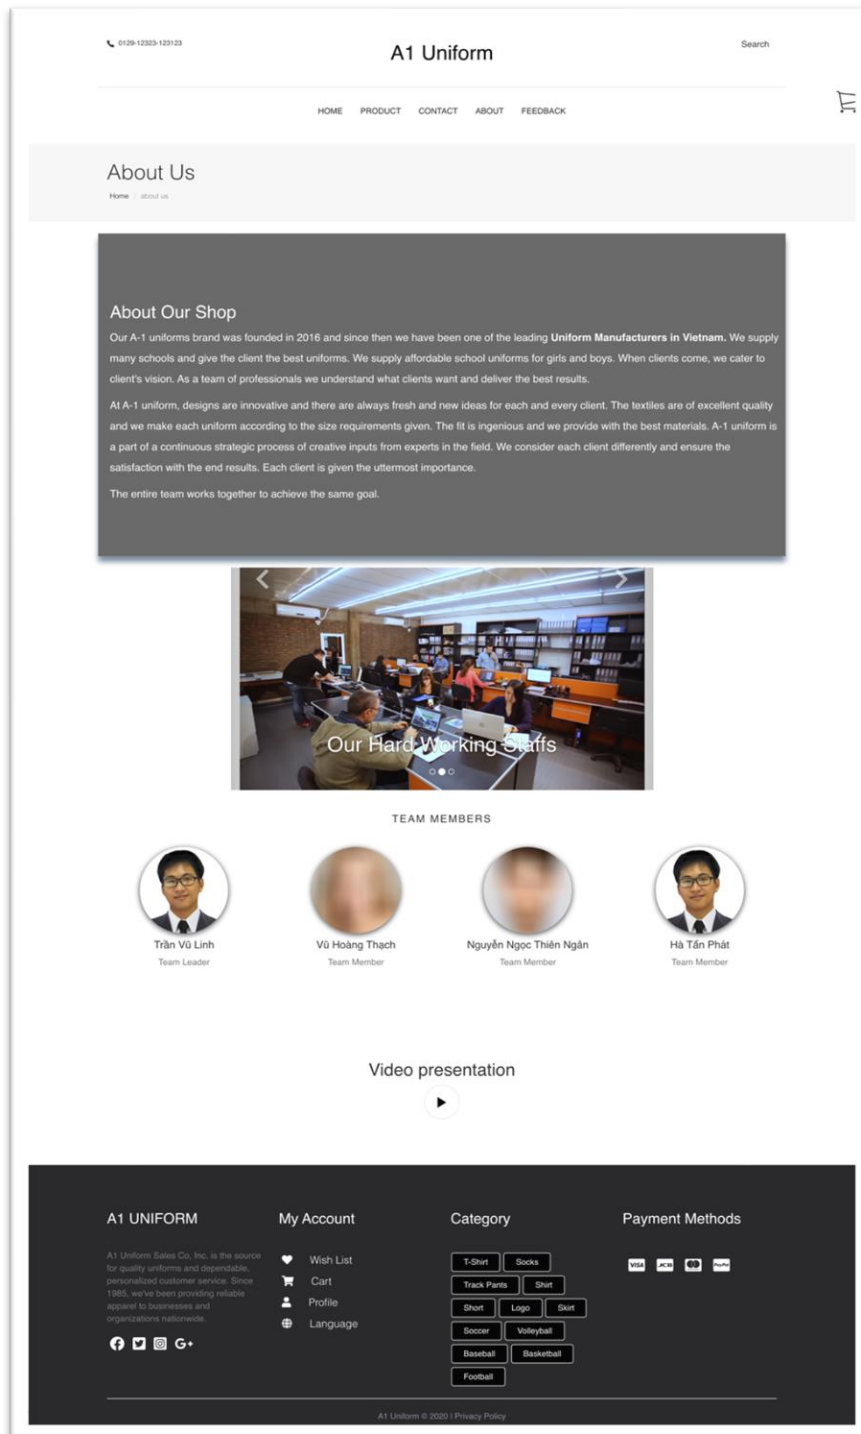 0129-12323-123123
A1 Uniform
Search
HOME PRODUCT CONTACT ABOUT FEEDBACK
About Us
Home / about us
About Our Shop
Our A-1 uniforms brand was founded in 2016 and since then we have been one of the leading Uniform Manufacturers in Vietnam. We supply
many schools and give the client the best uniforms. We supply affordable school uniforms for girls and boys. When clients come, we cater to
client's vision. As a team of professionals we understand what clients want and deliver the best results.
At A-1 uniform, designs are innovative and there are always fresh and new ideas for each and every client. The textiles are of excellent quality
and we make each uniform according to the size requirements given. The fit is ingenious and we provide with the best materials. A-1 uniform is
a part of a continuous strategic process of creative inputs from experts in the field. We consider each client differently and ensure the
satisfaction with the end results. Each client is given the uttermost importance.
The entire team works together to achieve the same goal.
Our Hard Working Staffs
TEAM MEMBERS
Trần Vũ Linh
Team Leader
Vũ Hoàng Thạch
Team Member
Nguyễn Ngọc Thiên Ngân
Team Member
Hà Tấn Phát
Team Member
Video presentation
A1 UNIFORM
A1 Uniform Sales Co, Inc. is the source
for quality uniforms and dependable,
personalized customer service. Since
1985, we've been providing reliable
apparel to businesses and
organizations nationwide.
G+
My Account
Wish List
Cart
Profile
Language
Category
T-Shirt Socks
Track Pants Shirt
Short Logo Skirt
Soccer Volleyball
Baseball Basketball
Football
Payment Methods
VISA JCB PayPal
A1 Uniform © 2020 | Privacy Policy